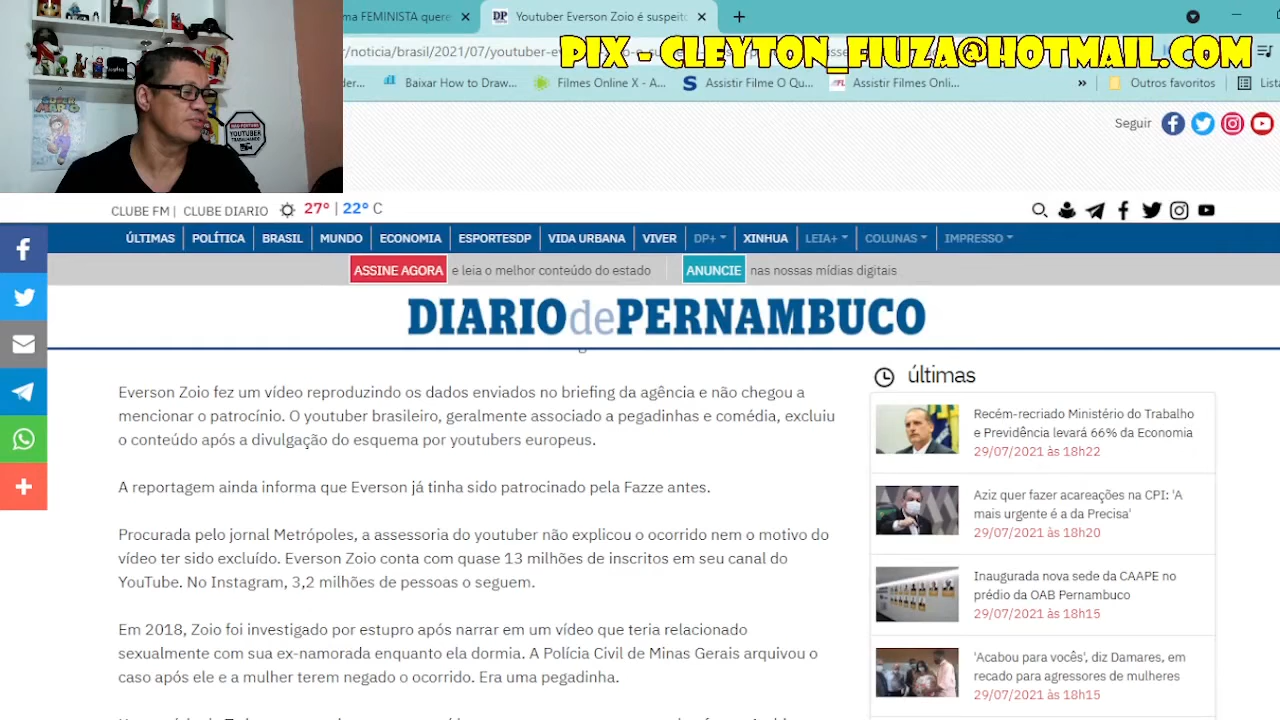 ma FEMINISTA quere
DP Youtuber Everson Zoio é suspeito
r/noticia/brasil/2021/07/youtuber-ev
PIX - CLEYTON_FIUZA@HOTMAIL.COM
der...
Baixar How to Draw...
Filmes Online X - A...
S Assistir Filme O Qu...
Assistir Filmes Onli...
»
Outros favoritos
Lista
SUPER MARIO
YOUTUBER
TRABALHANDO
Seguir
CLUBE FM | CLUBE DIARIO 27° | 22° C
ÚLTIMAS POLÍTICA BRASIL MUNDO ECONOMIA ESPORTESDP VIDA URBANA VIVER DP+ XINHUA LEIA+ COLUNAS IMPRESSO
ASSINE AGORA e leia o melhor conteúdo do estado ANUNCIE nas nossas mídias digitais
DIARIOdePERNAMBUCO
Everson Zoio fez um vídeo reproduzindo os dados enviados no briefing da agência e não chegou a
mencionar o patrocínio. O youtuber brasileiro, geralmente associado a pegadinhas e comédia, excluiu
o conteúdo após a divulgação do esquema por youtubers europeus.
A reportagem ainda informa que Everson já tinha sido patrocinado pela Fazze antes.
Procurada pelo jornal Metrópoles, a assessoria do youtuber não explicou o ocorrido nem o motivo do
vídeo ter sido excluído. Everson Zoio conta com quase 13 milhões de inscritos em seu canal do
YouTube. No Instagram, 3,2 milhões de pessoas o seguem.
Em 2018, Zoio foi investigado por estupro após narrar em um vídeo que teria relacionado
sexualmente com sua ex-namorada enquanto ela dormia. A Polícia Civil de Minas Gerais arquivou o
caso após ele e a mulher terem negado o ocorrido. Era uma pegadinha.
últimas
Recém-recriado Ministério do Trabalho
e Previdência levará 66% da Economia
29/07/2021 às 18h22
Aziz quer fazer acareações na CPI: 'A
mais urgente é a da Precisa'
29/07/2021 às 18h20
Inaugurada nova sede da CAAPE no
prédio da OAB Pernambuco
29/07/2021 às 18h15
'Acabou para vocês', diz Damares, em
recado para agressores de mulheres
29/07/2021 às 18h15